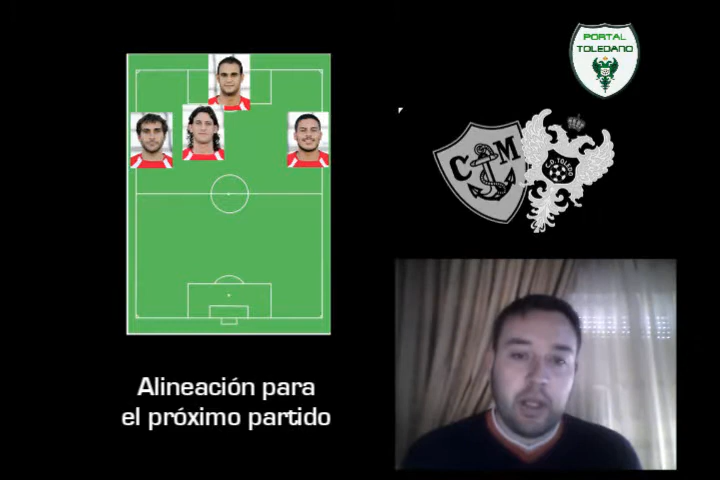 PORTAL
TOLEDANO
C M
C.D. TOLEDO
Alineación para
el próximo partido